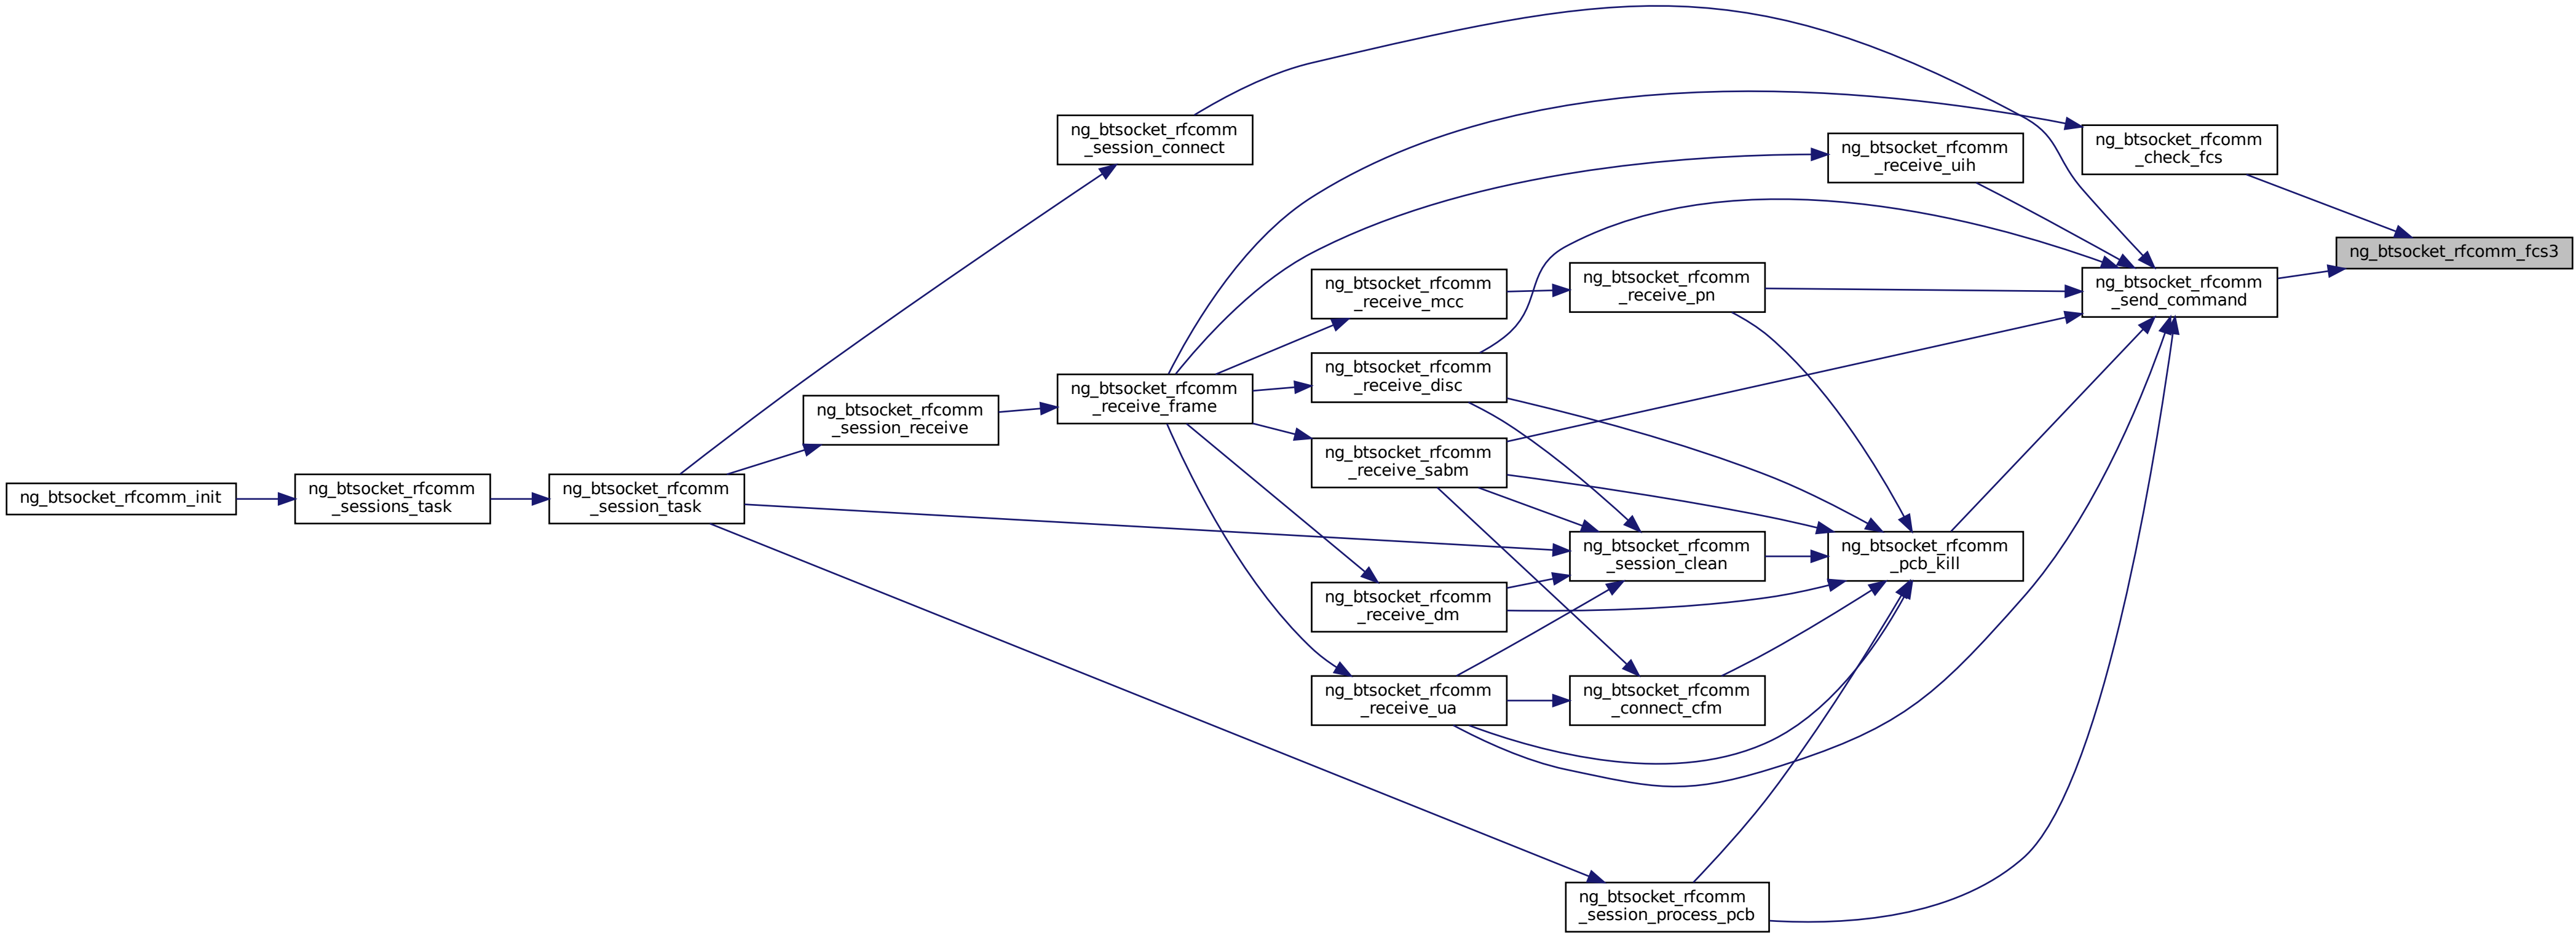 ng_btsocket_rfcomm
_session_connect
ng_btsocket_rfcomm
_check_fcs
ng_btsocket_rfcomm
_receive_uih
ng_btsocket_rfcomm_fcs3
ng_btsocket_rfcomm
_receive_mcc
ng_btsocket_rfcomm
_receive_pn
ng_btsocket_rfcomm
_send_command
ng_btsocket_rfcomm
_receive_disc
ng_btsocket_rfcomm
_receive_frame
ng_btsocket_rfcomm
_session_receive
ng_btsocket_rfcomm
_receive_sabm
ng_btsocket_rfcomm_init
ng_btsocket_rfcomm
_sessions_task
ng_btsocket_rfcomm
_session_task
ng_btsocket_rfcomm
_session_clean
ng_btsocket_rfcomm
_pcb_kill
ng_btsocket_rfcomm
_receive_dm
ng_btsocket_rfcomm
_receive_ua
ng_btsocket_rfcomm
_connect_cfm
ng_btsocket_rfcomm
_session_process_pcb